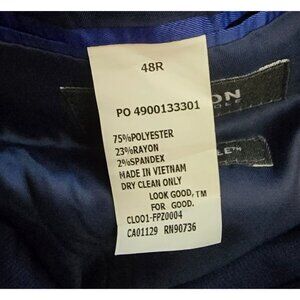 48R
PO 4900133301
75%POLYESTER
23%RAYON
2%SPANDEX
MADE IN VIETNAM
DRY CLEAN ONLY
LOOK GOOD,™
FOR GOOD.
CL001-FPZ0004
CA01129 RN90736